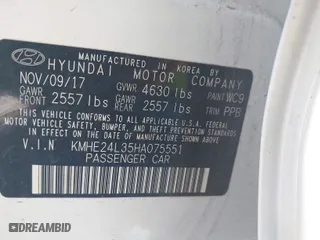 MANUFACTURED IN KOREA BY
HYUNDAI MOTOR COMPANY
NOV/09/17 GVWR 4630 lbs PAINT WC9
GAWR FRONT 2557 lbs GAWR REAR 2557 lbs TRIM PPB
THIS VEHICLE CONFORMS TO ALL APPLICABLE
U.S. FEDERAL MOTOR VEHICLE SAFETY, BUMPER,
AND THEFT PREVENTION STANDARDS IN EFFECT
ON THE DATE OF MANUFACTURE SHOWN ABOVE.
V.I.N KMHE24L35HA075551
PASSENGER CAR
DEALER SHOP